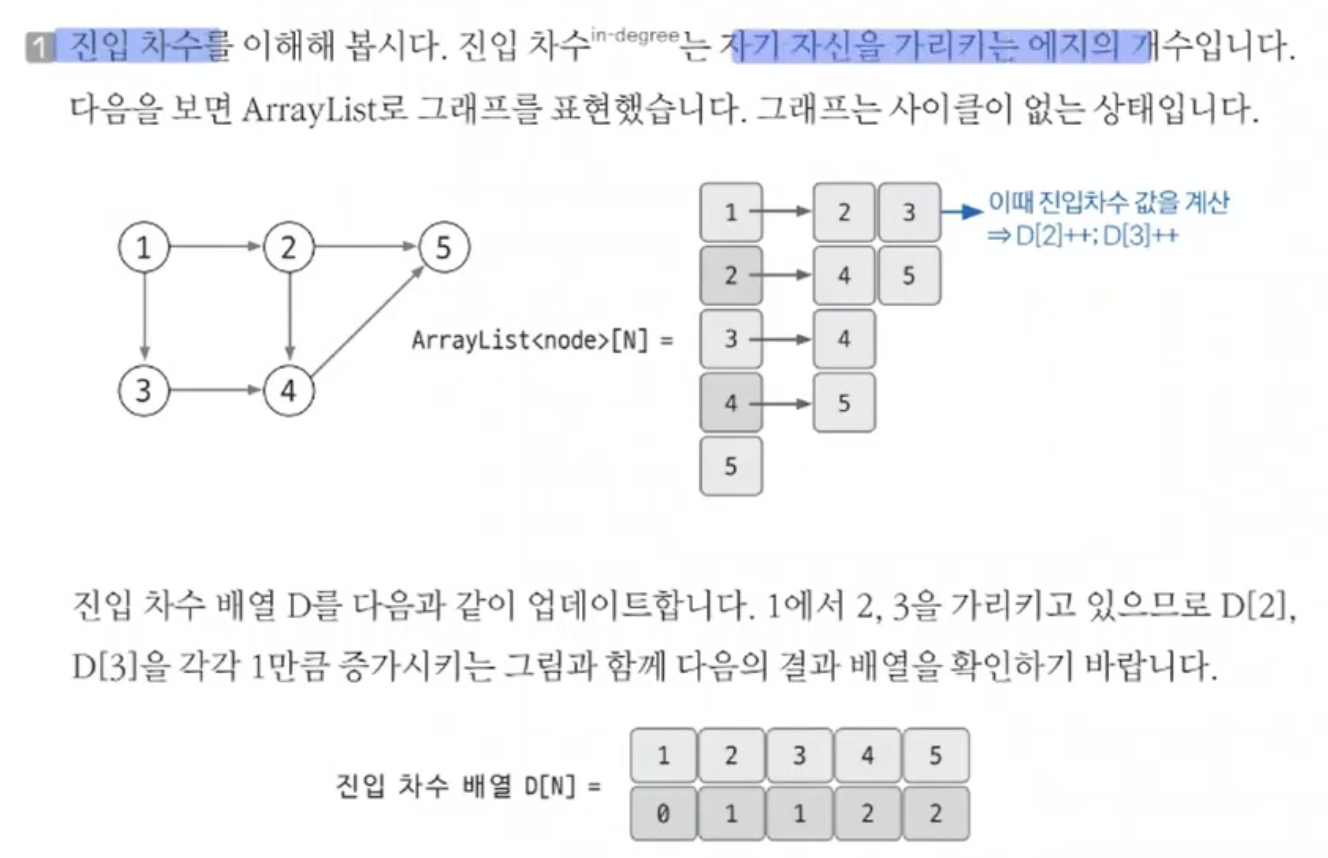 1 진입 차수를 이해해 봅시다. 진입 차수in-degree는 자기 자신을 가리키는 에지의 개수입니다.
다음을 보면 ArrayList로 그래프를 표현했습니다. 그래프는 사이클이 없는 상태입니다.
1 2 5
3 4
ArrayList<node>[N] =
1 2 3
이때 진입차수 값을 계산
⇒ D[2]++; D[3]++
2 4 5
3 4
4 5
5
진입 차수 배열 D를 다음과 같이 업데이트합니다. 1에서 2, 3을 가리키고 있으므로 D[2],
D[3]을 각각 1만큼 증가시키는 그림과 함께 다음의 결과 배열을 확인하기 바랍니다.
진입 차수 배열 D[N] =
1 2 3 4 5
0 1 1 2 2